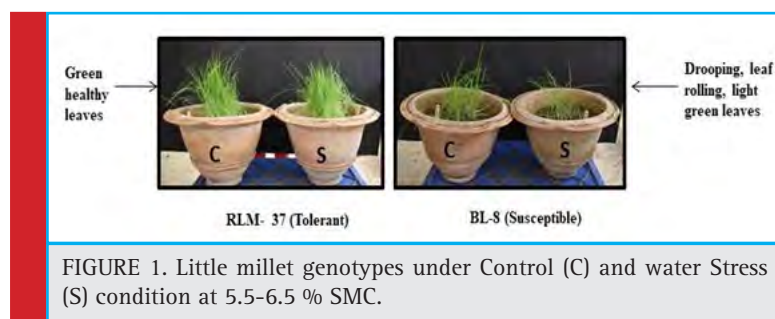 Green
healthy
leaves
Drooping, leaf
rolling, light
green leaves
C
S
C
S
RLM- 37 (Tolerant)
BL-8 (Susceptible)
FIGURE 1. Little millet genotypes under Control (C) and water Stress
(S) condition at 5.5-6.5 % SMC.